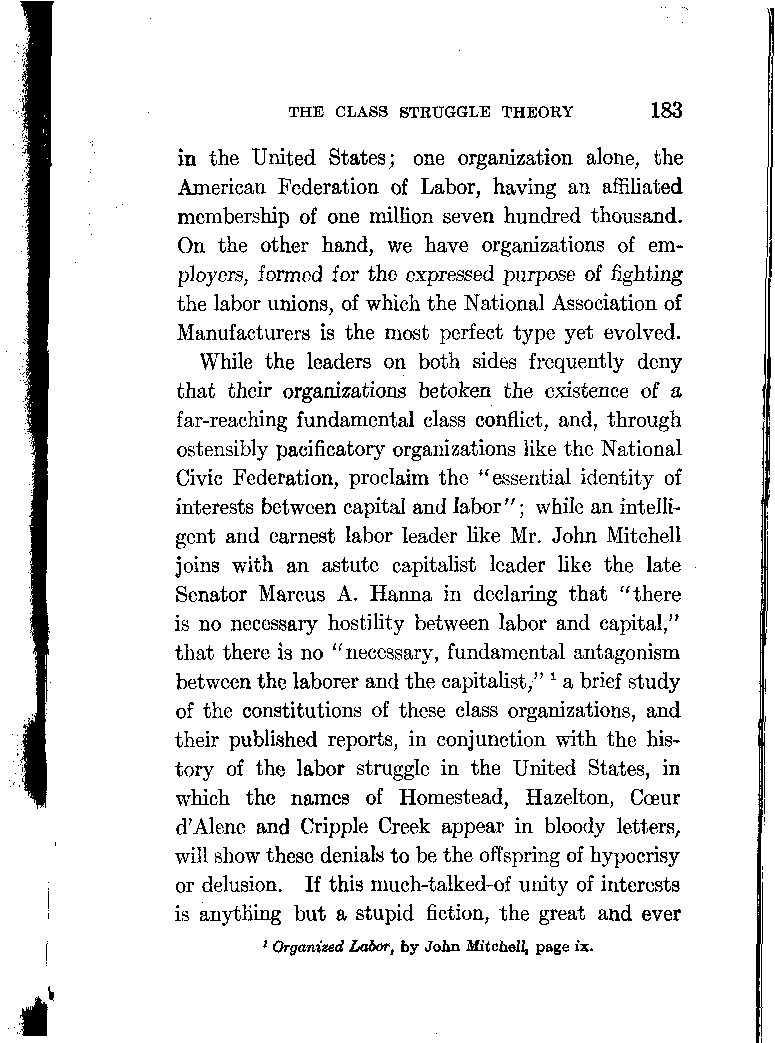 THE CLASS STRUGGLE THEORY 183
in the United States; one organization alone, the
American Federation of Labor, having an affiliated
membership of one million seven hundred thousand.
On the other hand, we have organizations of em-
ployers, formed for the expressed purpose of fighting
the labor unions, of which the National Association of
Manufacturers is the most perfect type yet evolved.
While the leaders on both sides frequently deny
that their organizations betoken the existence of a
far-reaching fundamental class conflict, and, through
ostensibly pacificatory organizations like the National
Civic Federation, proclaim the "essential identity of
interests between capital and labor"; while an intelli-
gent and earnest labor leader like Mr. John Mitchell
joins with an astute capitalist leader like the late
Senator Marcus A. Hanna in declaring that "there
is no necessary hostility between labor and capital,"
that there is no "necessary, fundamental antagonism
between the laborer and the capitalist," ¹ a brief study
of the constitutions of these class organizations, and
their published reports, in conjunction with the his-
tory of the labor struggle in the United States, in
which the names of Homestead, Hazelton, Cœur
d'Alene and Cripple Creek appear in bloody letters,
will show these denials to be the offspring of hypocrisy
or delusion. If this much-talked-of unity of interests
is anything but a stupid fiction, the great and ever
¹ Organized Labor, by John Mitchell, page ix.